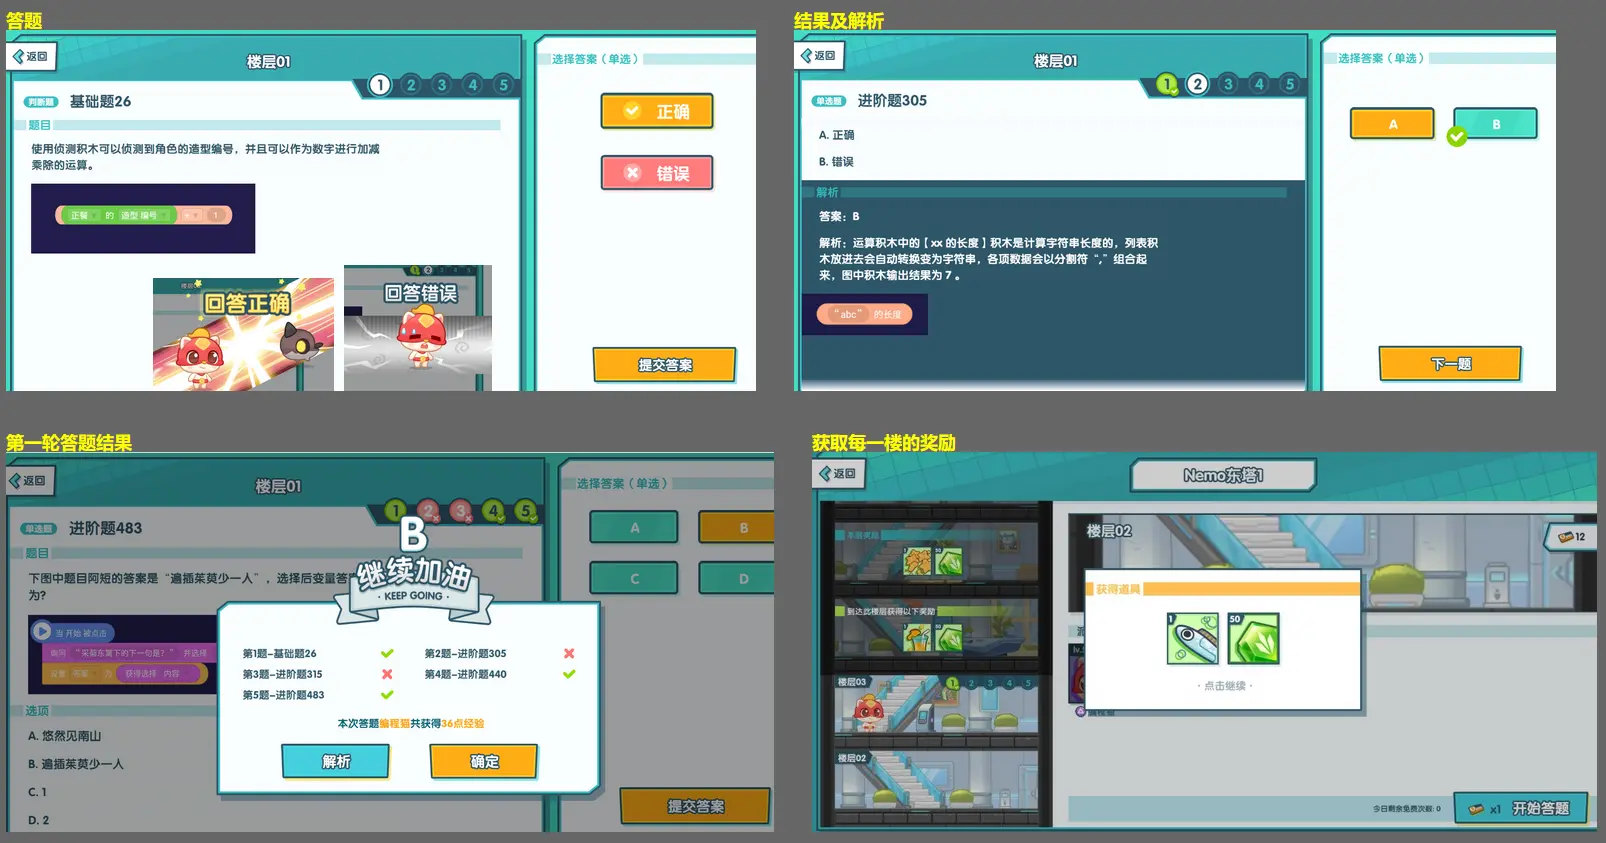 答题
返回
楼层01
1 2 3 4 5
判断题 基础题26
题目
使用侦测积木可以侦测到角色的造型编号，并且可以作为数字进行加减
乘除的运算。
的 造型 编号 1
回答正确
回答错误
选择答案（单选）
正确
错误
提交答案
结果及解析
返回
楼层01
1 2 3 4 5
单选题 进阶题305
A. 正确
B. 错误
解析
答案：B
解析：运算积木中的【xx 的长度】积木是计算字符串长度的，列表积
木放进去会自动转换变为字符串，各项数据会以分割符“,”组合起
来，图中积木输出结果为 7 。
“abc” 的长度
选择答案（单选）
A B
下一题
第一轮答题结果
返回
楼层01
1 2 3 4 5
单选题 进阶题483
题目
下图中题目阿短的答案是“遍插茱萸少一人”，选择后变量答
为?
当 开始 被点击
“采菊东篱下的下一句是？” 并选择
获得选择 内容
选项
A. 悠然见南山
B. 遍插茱萸少一人
C. 1
D. 2
选择答案（单选）
A B
C D
提交答案
B
继续加油
· KEEP GOING ·
第1题-基础题26 第2题-进阶题305
第3题-进阶题315 第4题-进阶题440
第5题-进阶题483
本次答题编程猫共获得36点经验
解析 确定
获取每一楼的奖励
返回
Nemo东塔1
到达此楼层获得以下奖励
楼层03
1 2 3 4 5
楼层02
楼层02
12
获得道具
1 50
· 点击继续 ·
今日剩余免费次数: 0
x1 开始答题